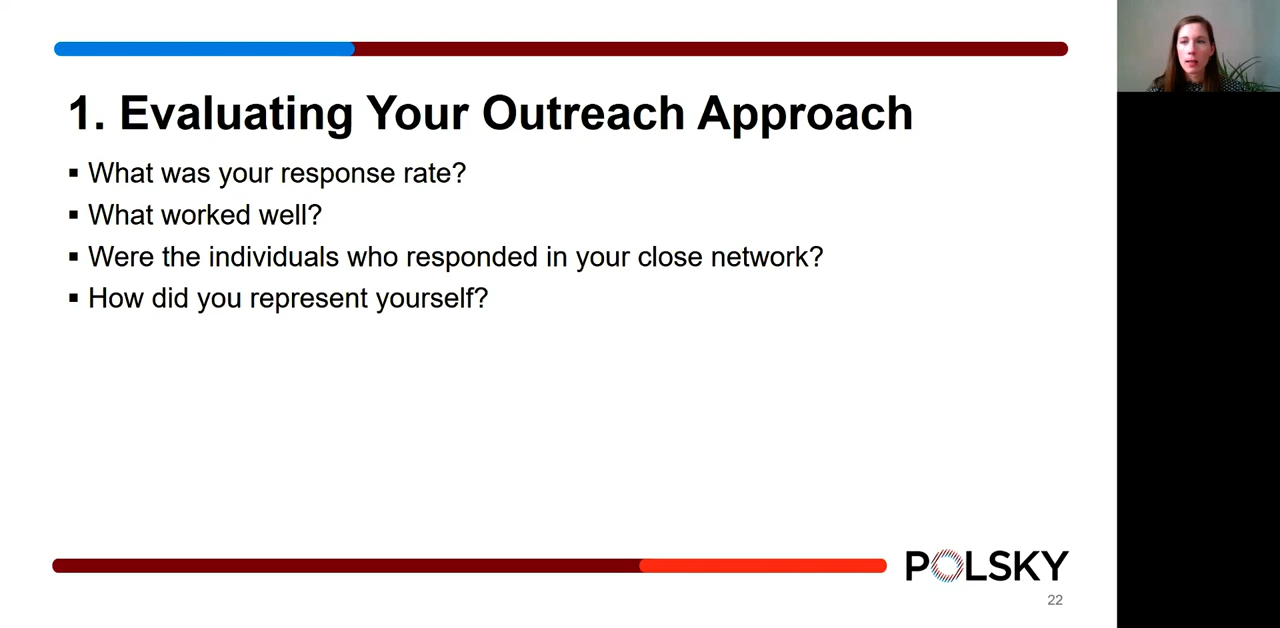 1. Evaluating Your Outreach Approach
▪ What was your response rate?
▪ What worked well?
▪ Were the individuals who responded in your close network?
▪ How did you represent yourself?
POLSKY
22